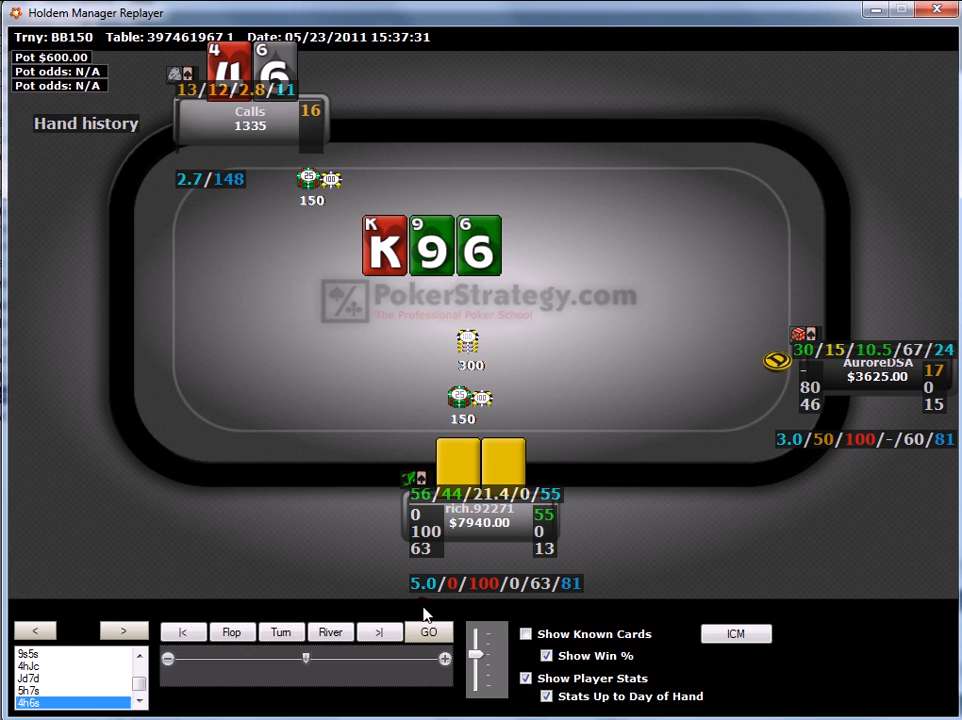 Holdem Manager Replayer
Trny: BB150 Table: 397461967 1 Date: 05/23/2011 15:37:31
Pot $600.00
Pot odds: N/A
Pot odds: N/A
4 6
4 6
13/12/2.8/11
Calls 16
1335
Hand history
2.7/148
150
K 9 6
K 9 6
PokerStrategy.com
The Professional Poker School
300
150
D
30/15/10.5/67/24
AuroreDSA
- $3625.00 17
80 0
46 15
3.0/50/100/-/60/81
56/44/21.4/0/55
rich.92271
0 $7940.00 55
100 0
63 13
5.0/0/100/0/63/81
< > |< Flop Turn River >| GO
Show Known Cards
ICM
Show Win %
Show Player Stats
Stats Up to Day of Hand
9s5s
4hJc
Jd7d
5h7s
4h6s